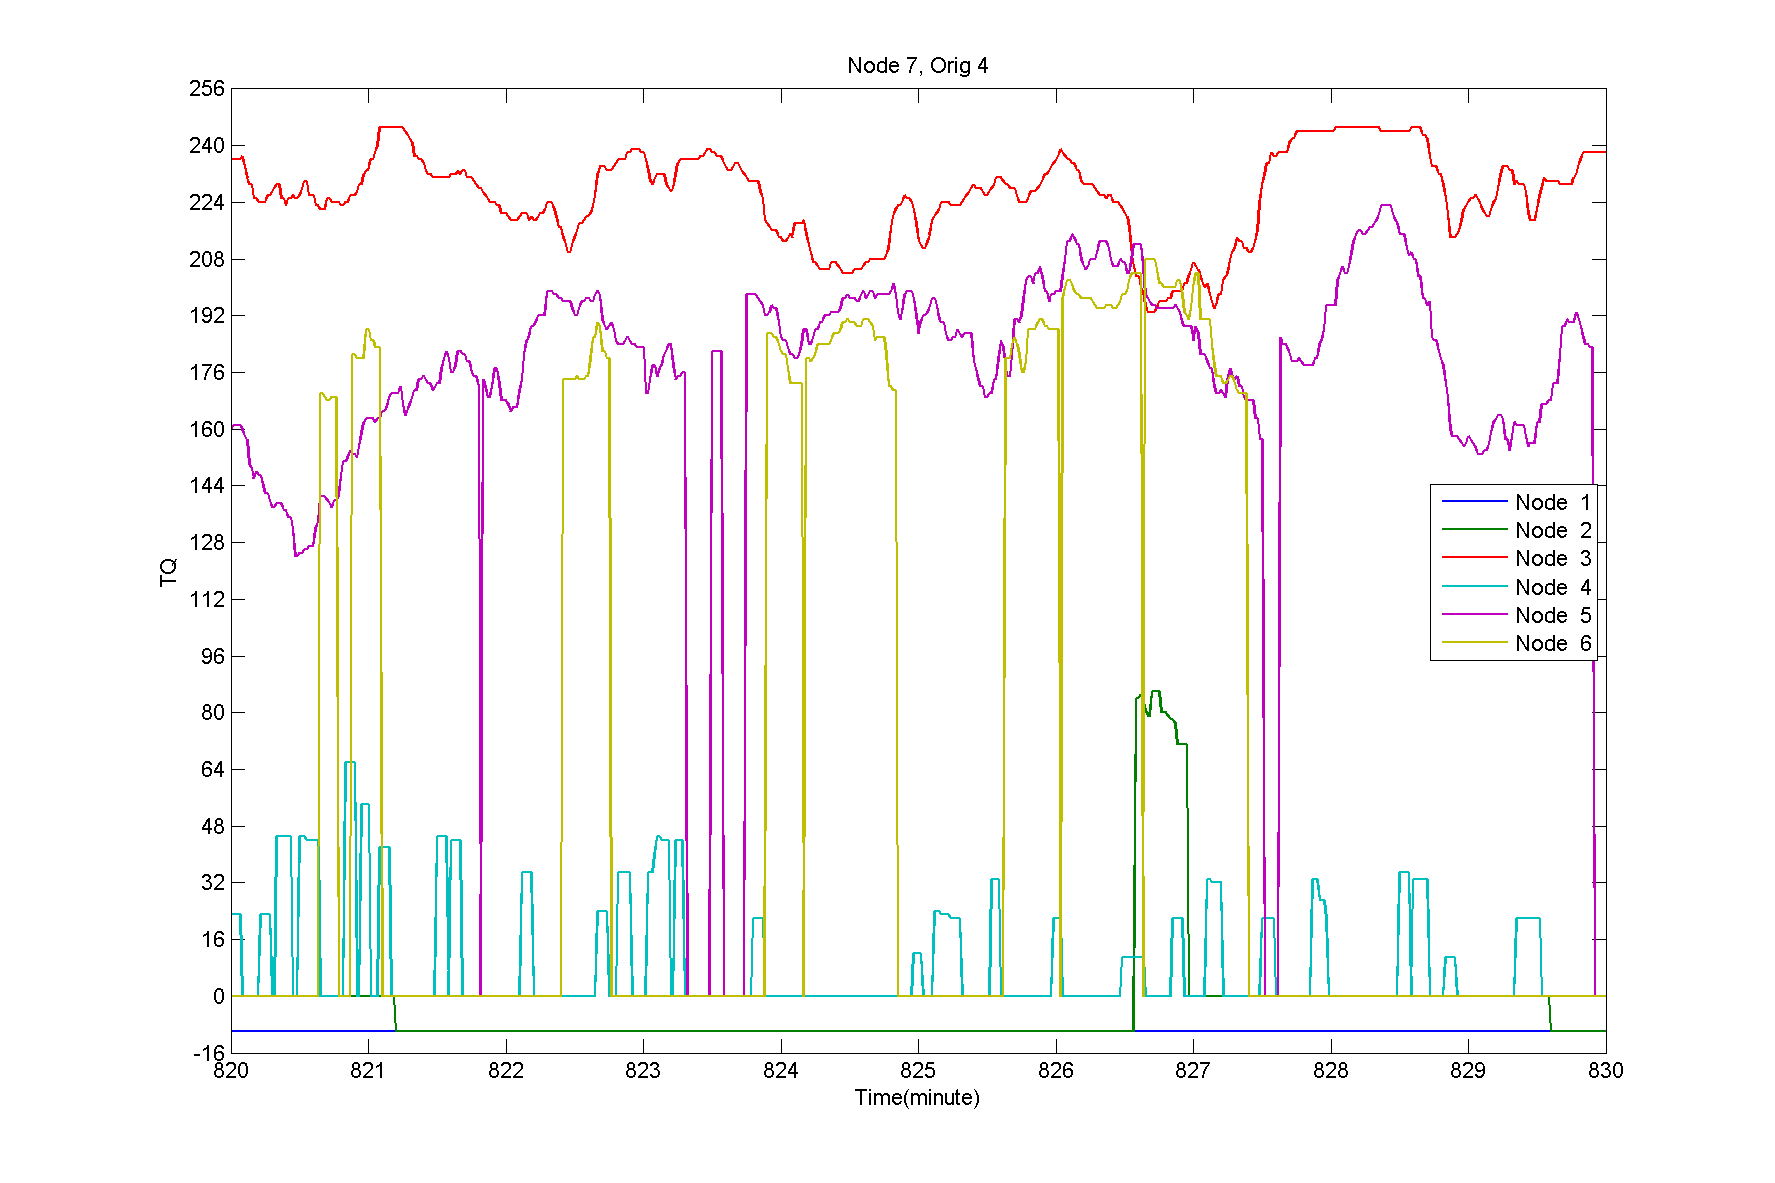 Node 7, Orig 4
256
240
224
208
192
176
160
144
128
112
96
80
64
48
32
16
0
-16
TQ
820 821 822 823 824 825 826 827 828 829 830
Time(minute)
Node 1
Node 2
Node 3
Node 4
Node 5
Node 6